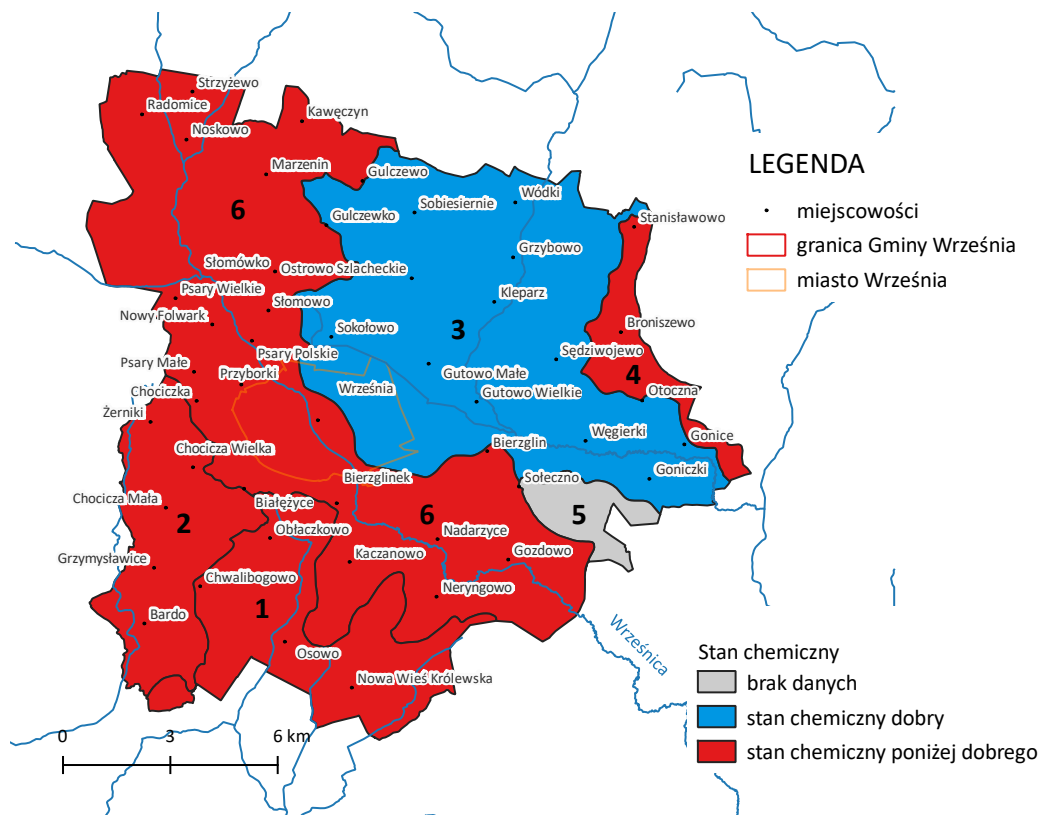 Strzyżewo
Radomice
Kawęczyn
Noskowo
Marzenin
Gulczewo
LEGENDA
miejscowości
granica Gminy Września
miasto Września
6
Gulczewko
Sobiesiernie
Wódki
Stanisławowo
Grzybowo
Słomówko
Ostrowo Szlacheckie
Psary Wielkie
Kleparz
Nowy Folwark
Słomowo
Sokołowo
3
Broniszewo
Psary Polskie
Sędziwojewo
Psary Małe
Przyborki
Gutowo Małe
4
Chociczka
Września
Gutowo Wielkie
Otoczna
Żerniki
Węgierki
Gonice
Bierzglin
Chocicza Wielka
Goniczki
Bierzglinek
Sołeczno
Chocicza Mała
Białężyce
2
6
5
Obłaczkowo
Nadarzyce
Grzymysławice
Kaczanowo
Gozdowo
Chwalibogowo
Neryngowo
1
Bardo
Osowo
Wrześnica
Nowa Wieś Królewska
Stan chemiczny
brak danych
stan chemiczny dobry
stan chemiczny poniżej dobrego
0 3 6 km